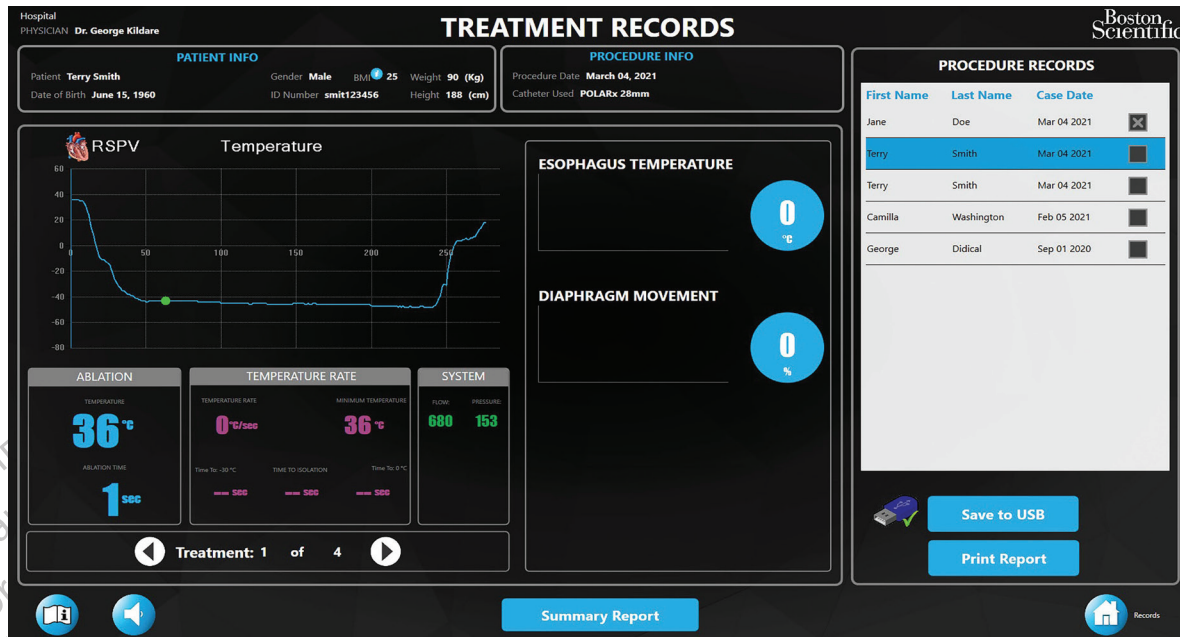 Hospital
PHYSICIAN Dr. George Kildare
TREATMENT RECORDS
Boston
Scientific
PATIENT INFO
Patient Terry Smith Gender Male BMI 25 Weight 90 (Kg)
Date of Birth June 15, 1960 ID Number smit123456 Height 188 (cm)
PROCEDURE INFO
Procedure Date March 04, 2021
Catheter Used POLARx 28mm
RSPV Temperature
60
40
20
0
-20
-40
-60
-80
0 50 100 150 200 250
ABLATION
TEMPERATURE
36 °C
ABLATION TIME
1 sec
TEMPERATURE RATE
TEMPERATURE RATE MINIMUM TEMPERATURE
0 °C/sec 36 °C
Time To: -30 °C TIME TO ISOLATION Time To: 0 °C
-- sec -- sec -- sec
SYSTEM
FLOW: PRESSURE:
680 153
Treatment: 1 of 4
ESOPHAGUS TEMPERATURE
0
°C
DIAPHRAGM MOVEMENT
0
%
PROCEDURE RECORDS
First Name Last Name Case Date
Jane Doe Mar 04 2021
Terry Smith Mar 04 2021
Terry Smith Mar 04 2021
Camilla Washington Feb 05 2021
George Didical Sep 01 2020
Save to USB
Print Report
Summary Report
Records